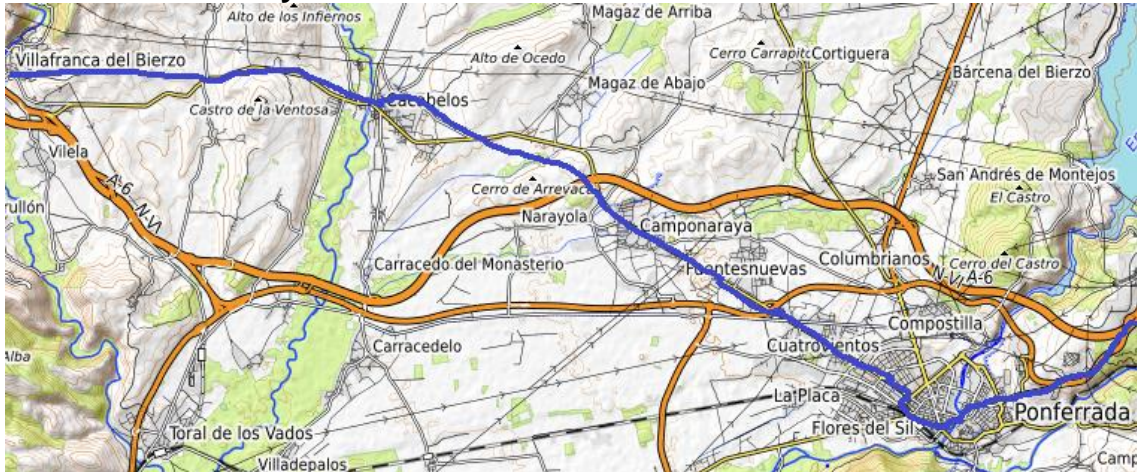 Alto de los Infiernos
Magaz de Arriba
Villafranca del Bierzo
Alto de Ocedo
Cerro Carrapito
Cortiguera
Bárcena del Bierzo
Magaz de Abajo
Castro de la Ventosa
Cacabelos
Vilela
A-6
N-VI
Cerro de Arrevaca
San Andrés de Montejos
El Castro
Narayola
Camponaraya
Carracedo del Monasterio
Fuentesnuevas
Columbrianos
Cerro del Castro
N-VI
A-6
Compostilla
Carracedelo
Cuatrovientos
La Placa
Ponferrada
Flores del Sil
Toral de los Vados
Villadepalos
Alba